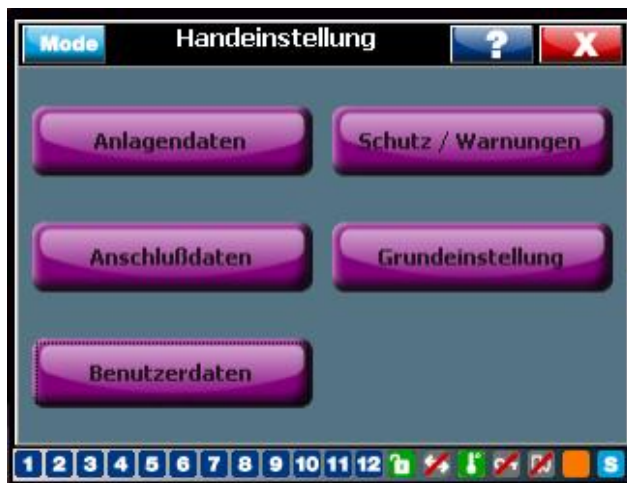 Mode Handeinstellung ? X
Anlagendaten Schutz / Warnungen
Anschlußdaten Grundeinstellung
Benutzerdaten
1 2 3 4 5 6 7 8 9 10 11 12 S